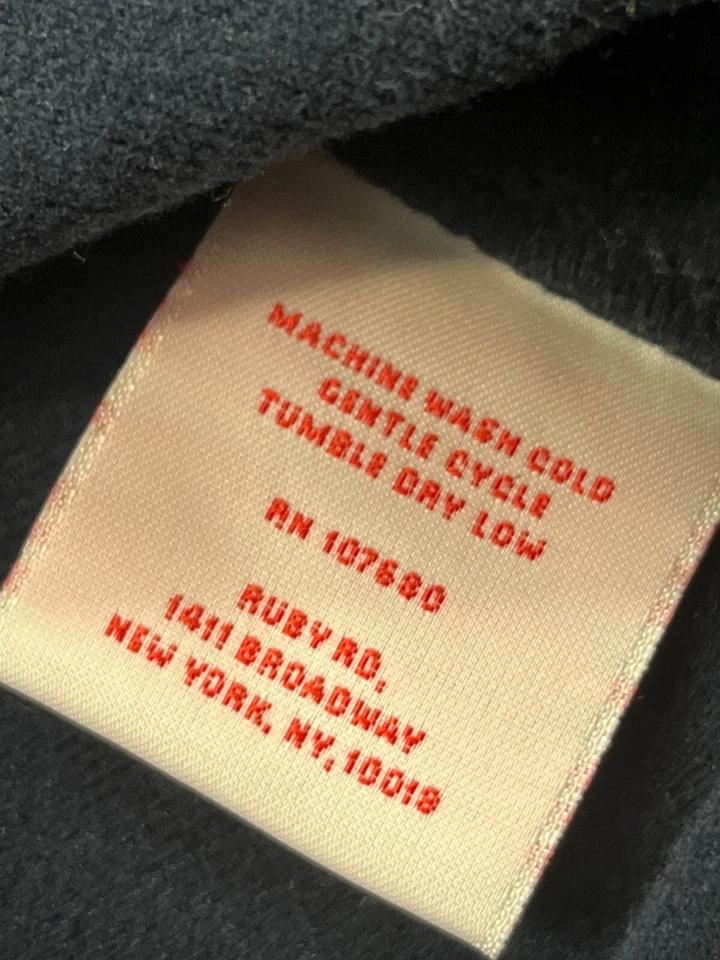 MACHINE WASH COLD
GENTLE CYCLE
TUMBLE DRY LOW
RN 107680
RUBY RD.
1411 BROADWAY
NEW YORK, NY, 10018